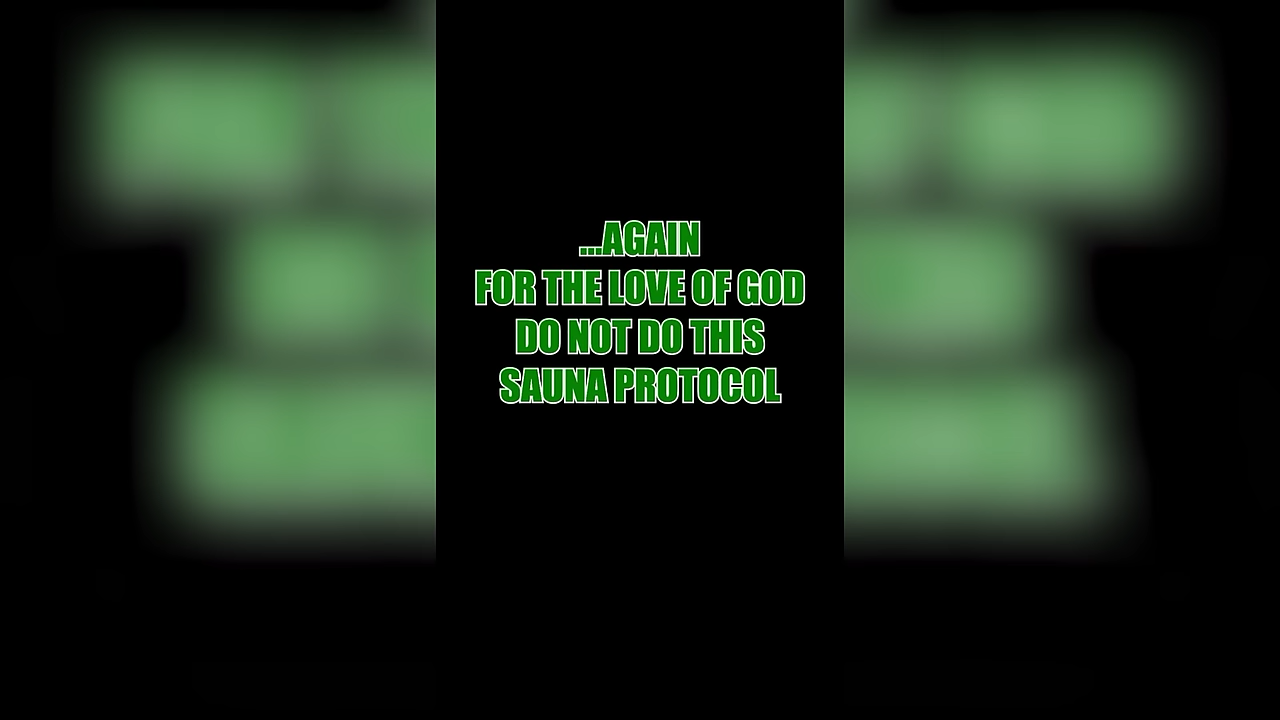 ...AGAIN
FOR THE LOVE OF GOD
DO NOT DO THIS
SAUNA PROTOCOL